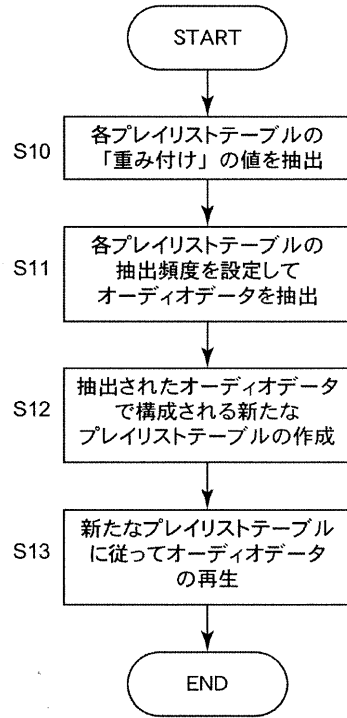 START
S10
各プレイリストテーブルの
「重み付け」の値を抽出
S11
各プレイリストテーブルの
抽出頻度を設定して
オーディオデータを抽出
S12
抽出されたオーディオデータ
で構成される新たな
プレイリストテーブルの作成
S13
新たなプレイリストテーブル
に従ってオーディオデータ
の再生
END